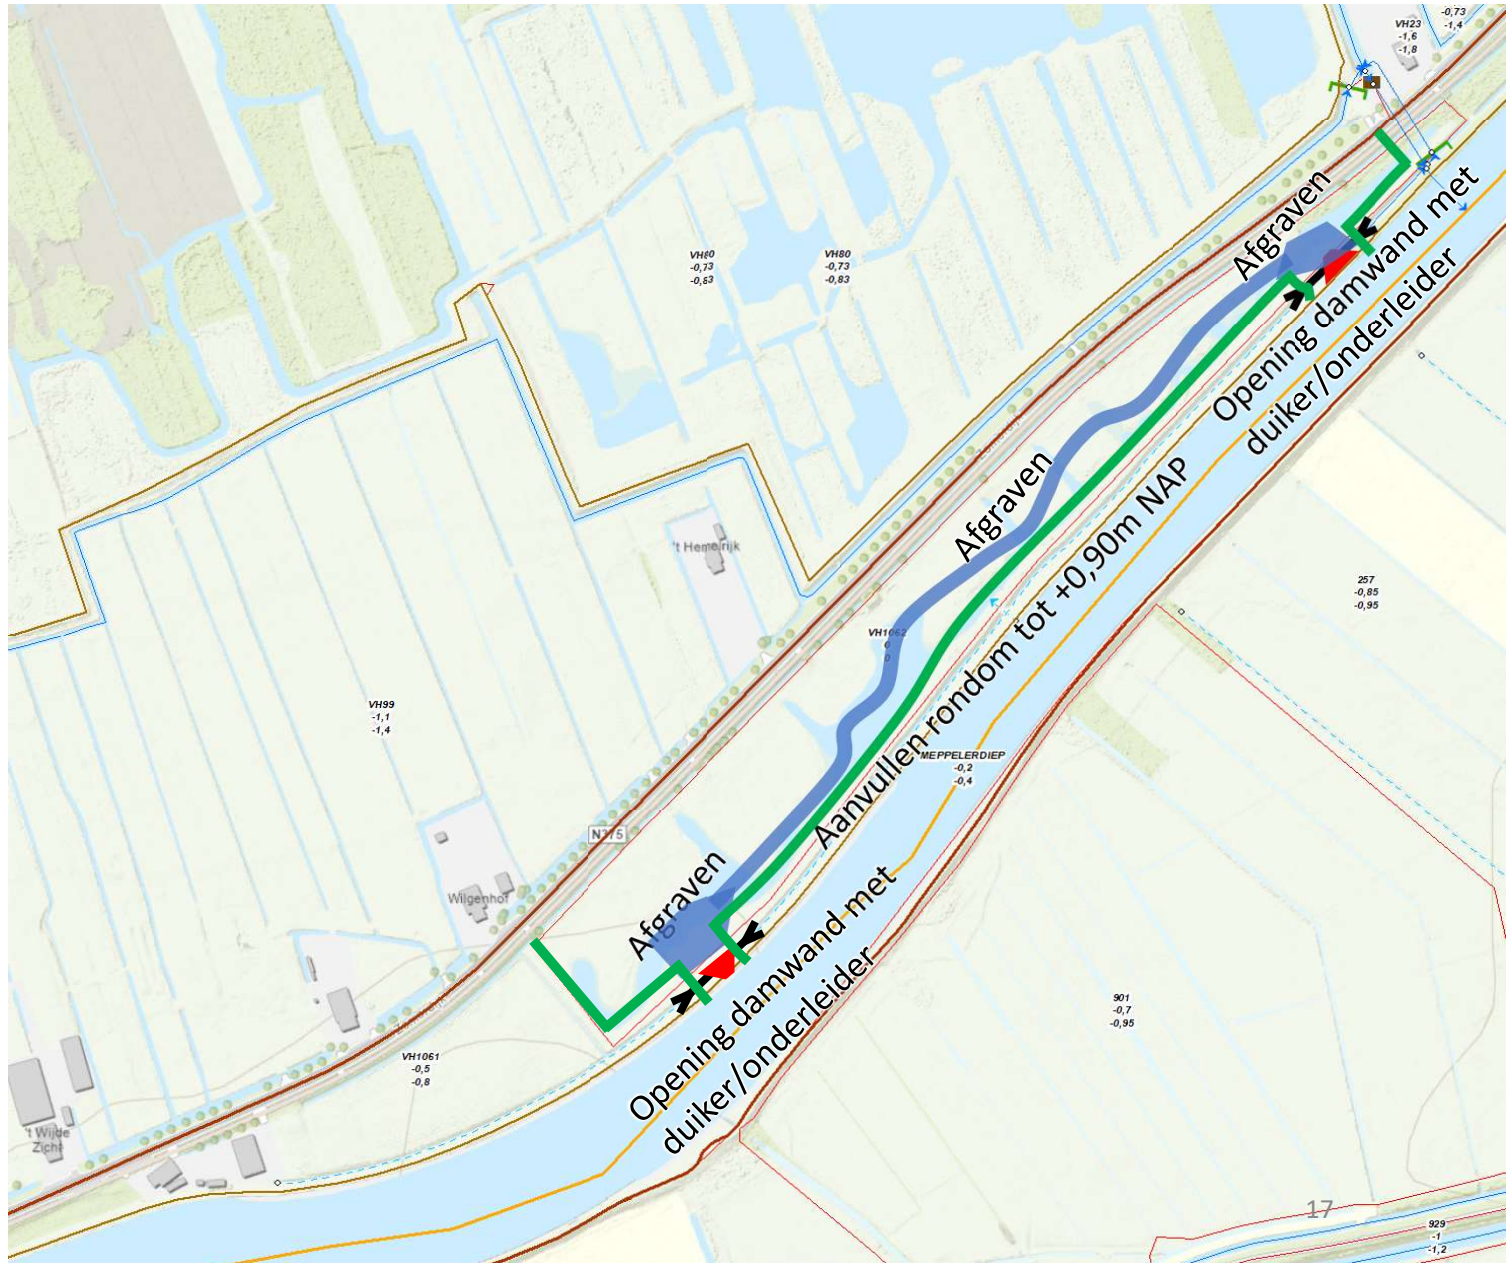 -0,73
-1,4
VH23
-1,6
-1,8
Afgraven
Opening damwand met
duiker/onderleider
VH80
-0,73
-0,83
VH80
-0,73
-0,83
Afgraven
't Hemelrijk
257
-0,85
-0,95
VH1062
0
0
Aanvullen rondom tot +0,90m NAP
VH99
-1,1
-1,4
MEPPELERDIEP
-0,2
-0,4
N375
Afgraven
Wilgenhof
Opening damwand met
duiker/onderleider
901
-0,7
-0,95
VH1061
-0,5
-0,8
't Wijde
Zicht
17
929
-1
-1,2